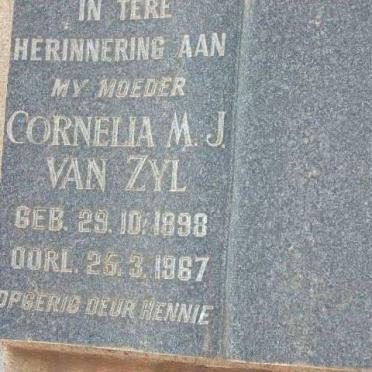 IN TERE
HERINNERING AAN
MY MOEDER
CORNELIA M. J.
VAN ZYL
GEB. 29. 10. 1898
OORL. 26. 3. 1967
OPGERIG DEUR HENNIE